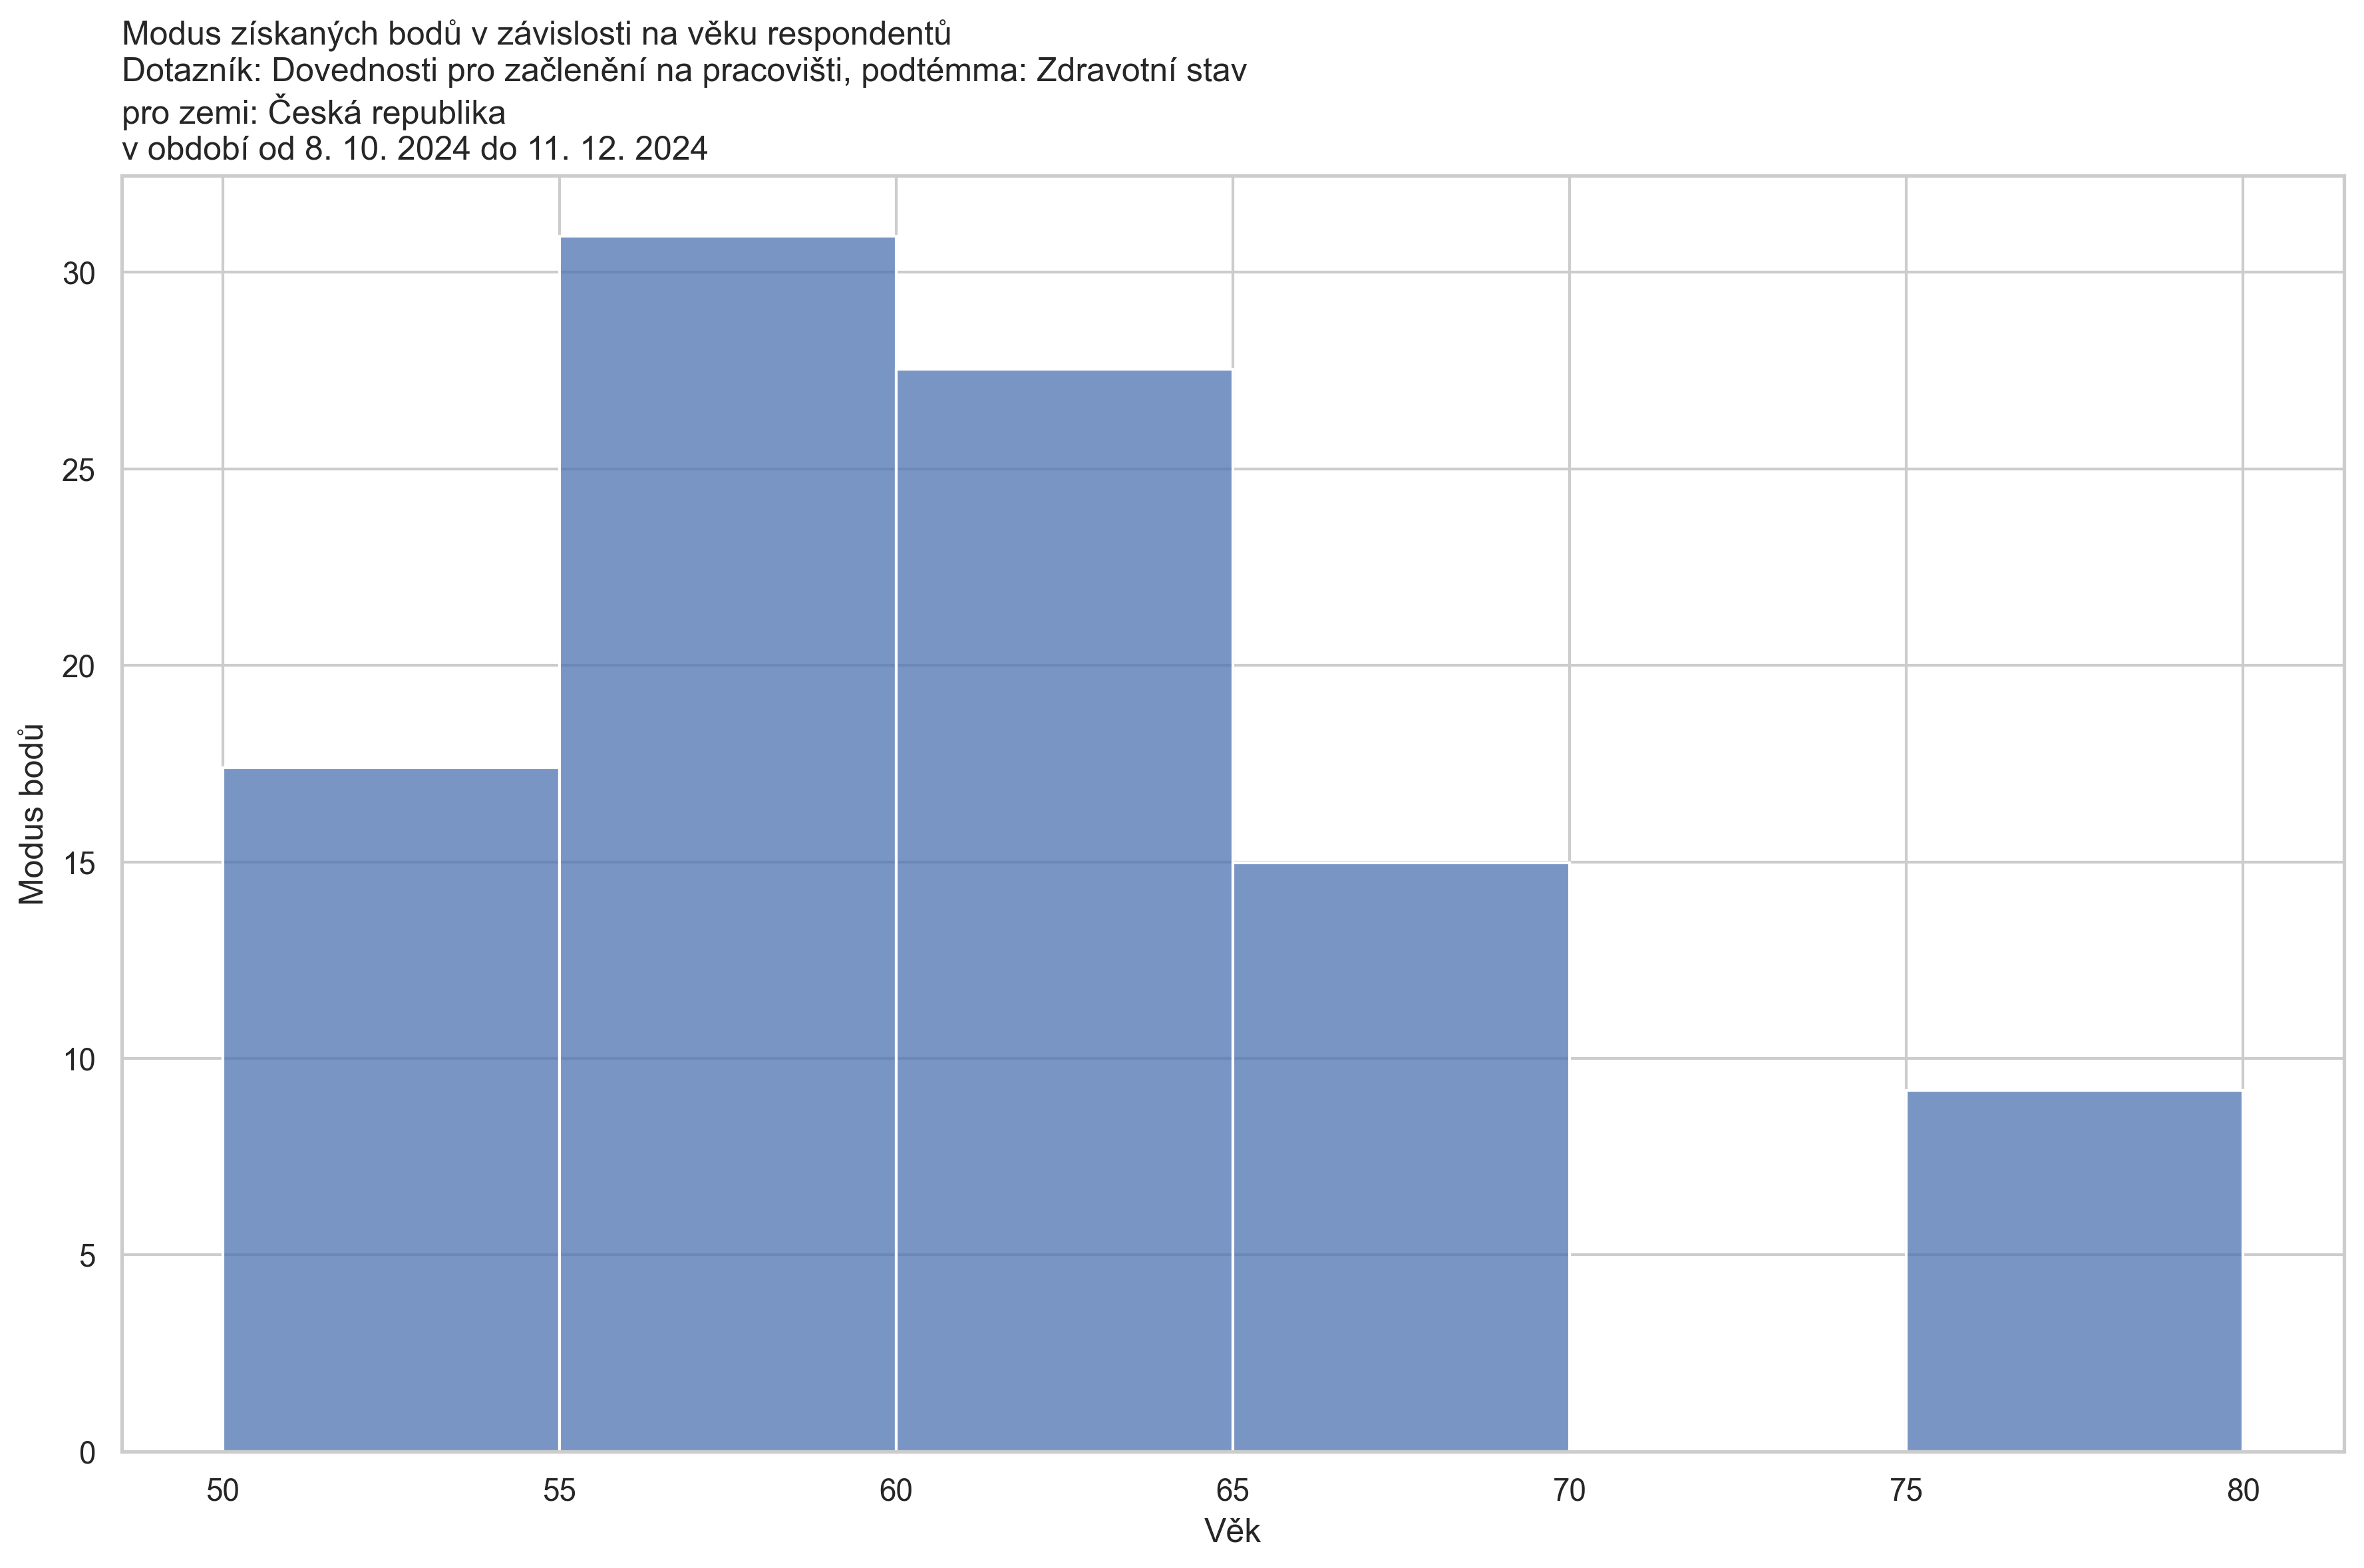 Modus získaných bodů v závislosti na věku respondentů
Dotazník: Dovednosti pro začlenění na pracovišti, podtémma: Zdravotní stav
pro zemi: Česká republika
v období od 8. 10. 2024 do 11. 12. 2024
30
25
20
15
10
5
0
Modus bodů
50
55
60
65
70
75
80
Věk